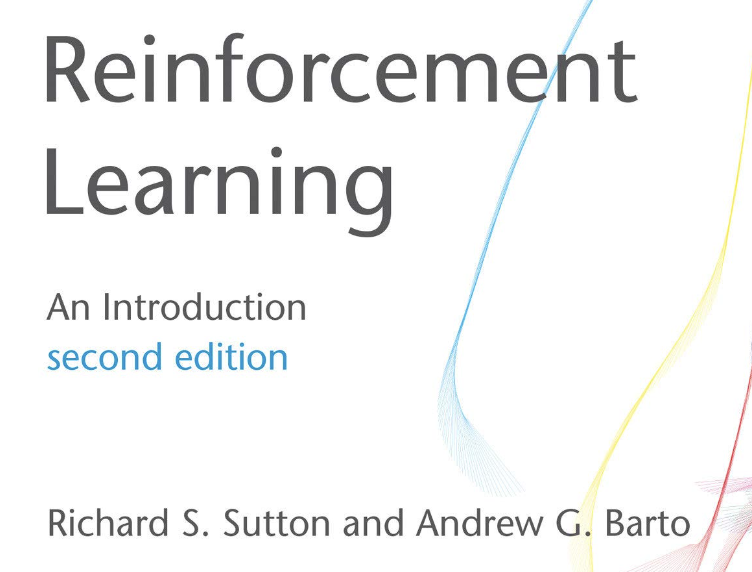 Reinforcement
Learning
An Introduction
second edition
Richard S. Sutton and Andrew G. Barto